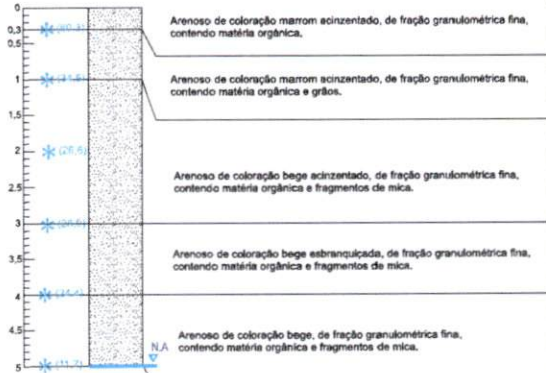 0
0,3
0,5
1
1,5
2
2,5
3
3,5
4
4,5
5
(26,6)
(11,7)
Arenoso de coloração marrom acinzentado, de fração granulométrica fina,
contendo matéria orgânica.
Arenoso de coloração marrom acinzentado, de fração granulométrica fina,
contendo matéria orgânica e grãos.
Arenoso de coloração bege acinzentado, de fração granulométrica fina,
contendo matéria orgânica e fragmentos de mica.
Arenoso de coloração bege esbranquiçada, de fração granulométrica fina,
contendo matéria orgânica e fragmentos de mica.
Arenoso de coloração bege, de fração granulométrica fina,
contendo matéria orgânica e fragmentos de mica.
N.A